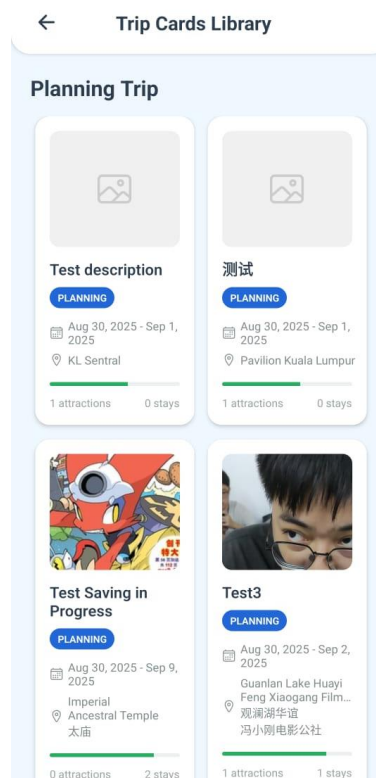 Trip Cards Library
Planning Trip
Test description
PLANNING
Aug 30, 2025 - Sep 1,
2025
KL Sentral
1 attractions 0 stays
测试
PLANNING
Aug 30, 2025 - Sep 1,
2025
Pavilion Kuala Lumpur
1 attractions 0 stays
特大
Test Saving in
Progress
PLANNING
Aug 30, 2025 - Sep 9,
2025
Imperial
Ancestral Temple
太庙
0 attractions 2 stays
Test3
PLANNING
Aug 30, 2025 - Sep 2,
2025
Guanlan Lake Huayi
Feng Xiaogang Film...
观澜湖华谊
冯小刚电影公社
1 attractions 1 stays